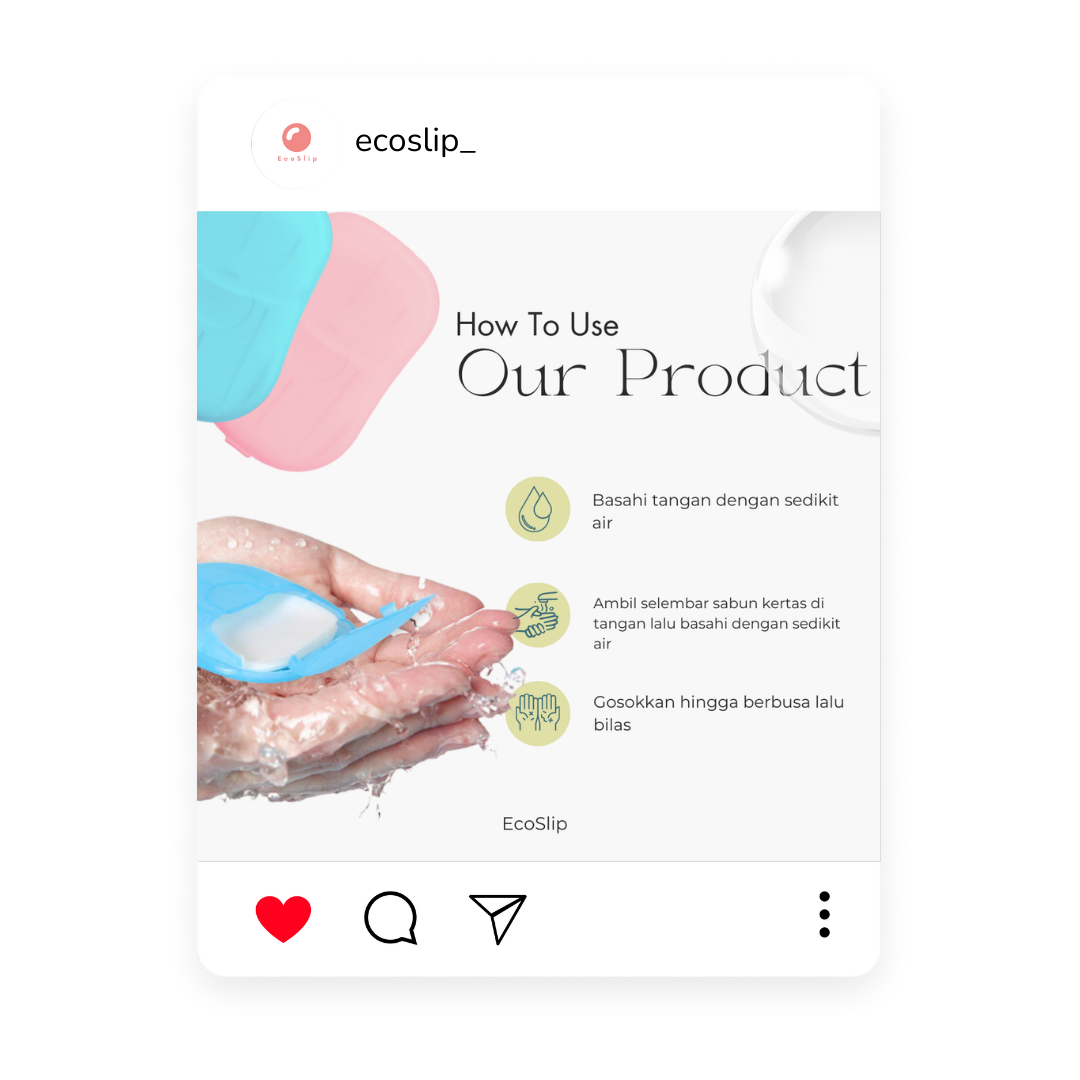 EcoSlip
ecoslip_
How To Use
Our Product
Basahi tangan dengan sedikit
air
Ambil selembar sabun kertas di
tangan lalu basahi dengan sedikit
air
Gosokkan hingga berbusa lalu
bilas
EcoSlip